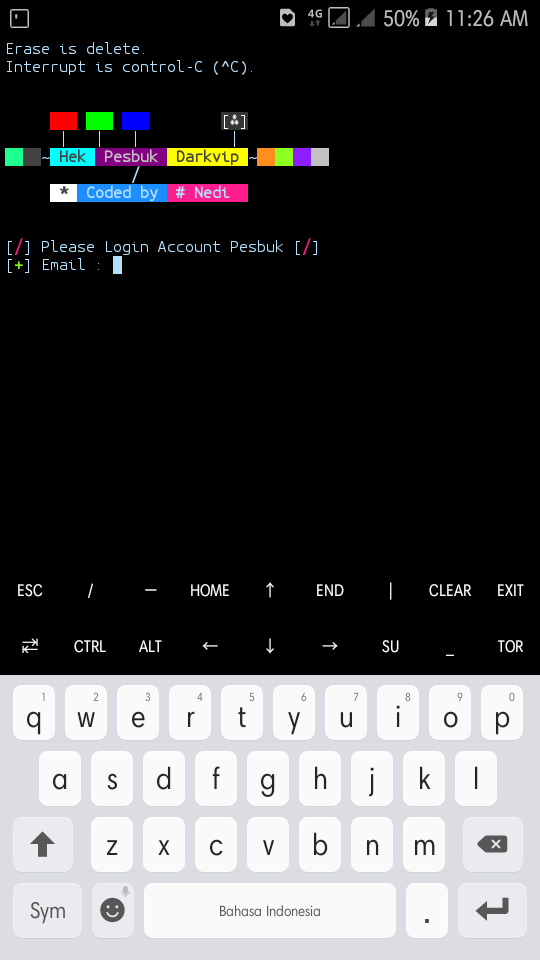 4G 50% 11:26 AM
Erase is delete.
Interrupt is control-C (^C).
~ Hek Pesbuk Darkvip ~
/
* Coded by # Nedi
[/] Please Login Account Pesbuk [/]
[+] Email :
ESC / — HOME ↑ END | CLEAR EXIT
CTRL ALT ← ↓ → SU _ TOR
1 2 3 4 5 6 7 8 9 0
q w e r t y u i o p
a s d f g h j k l
z x c v b n m
Sym Bahasa Indonesia .